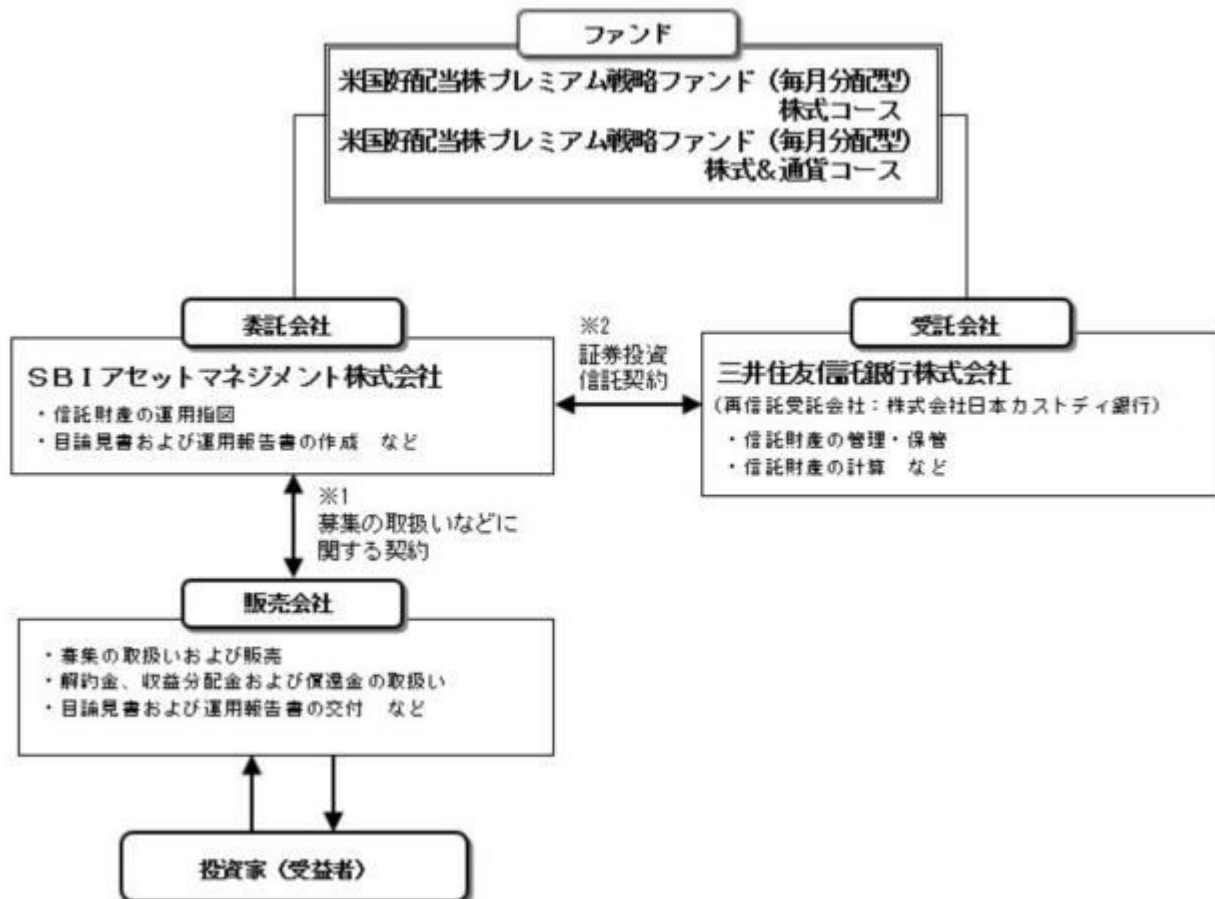 ファンド
米国好配当株プレミアム戦略ファンド（毎月分配型）
株式コース
米国好配当株プレミアム戦略ファンド（毎月分配型）
株式&通貨コース
委託会社
SBIアセットマネジメント株式会社
・信託財産の運用指図
・目論見書および運用報告書の作成　など
※2
証券投資
信託契約
受託会社
三井住友信託銀行株式会社
(再信託受託会社：株式会社日本カストディ銀行)
・信託財産の管理・保管
・信託財産の計算　など
※1
募集の取扱いなどに
関する契約
販売会社
・募集の取扱いおよび販売
・解約金、収益分配金および償還金の取扱い
・目論見書および運用報告書の交付　など
投資家（受益者）